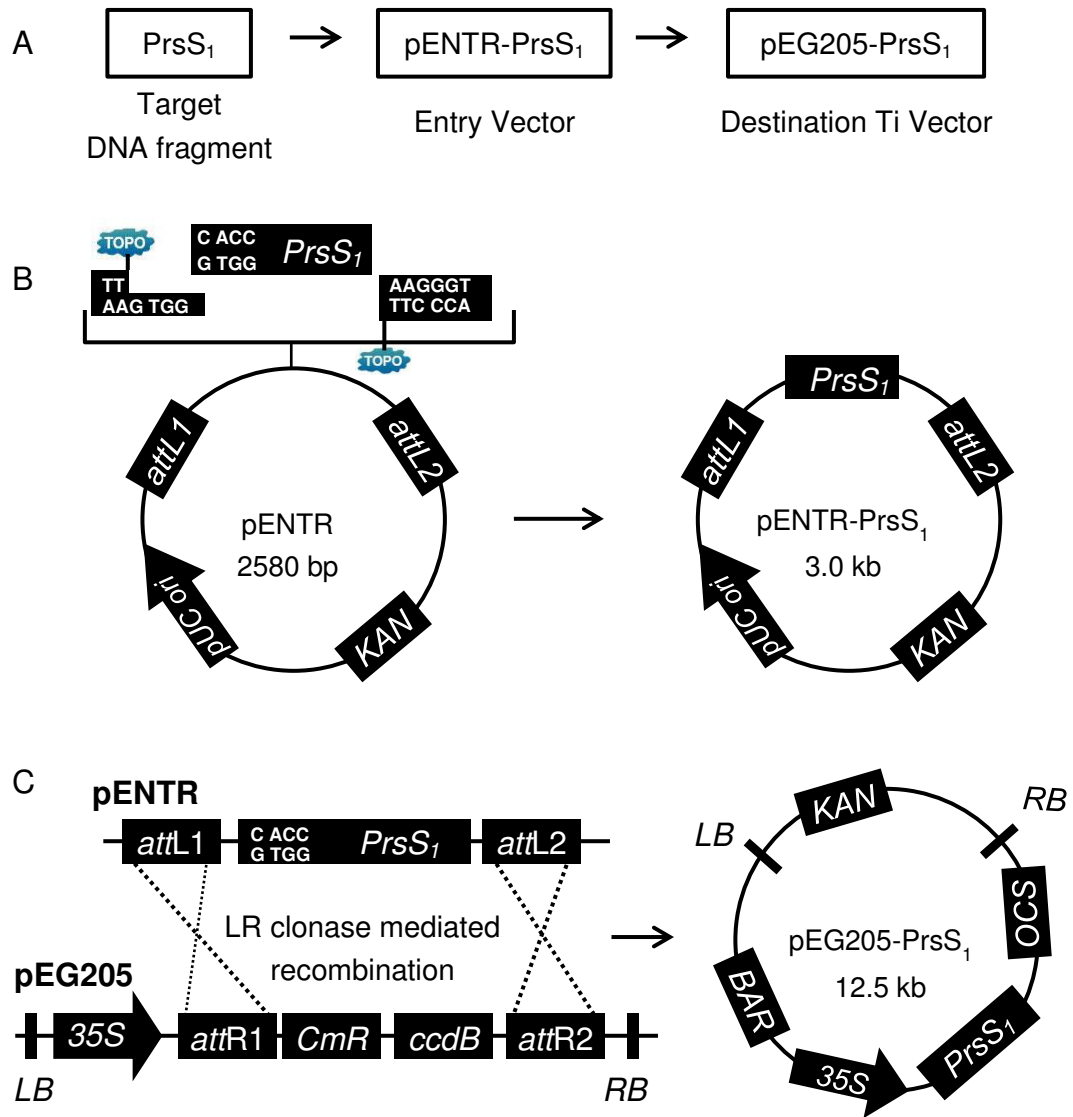 A
PrsS₁
pENTR-PrsS₁
pEG205-PrsS₁
Target
DNA fragment
Entry Vector
Destination Ti Vector
B
TOPO
TT
AAG TGG
C ACC
G TGG
PrsS₁
AAGGGT
TTC CCA
TOPO
attL1
attL2
pENTR
2580 bp
pUC ori
KAN
PrsS₁
attL1
attL2
pENTR-PrsS₁
3.0 kb
pUC ori
KAN
C
pENTR
attL1
C ACC
G TGG
PrsS₁
attL2
LR clonase mediated
recombination
pEG205
35S
attR1
CmR
ccdB
attR2
LB
RB
KAN
LB
RB
OCS
pEG205-PrsS₁
12.5 kb
BAR
35S
PrsS₁